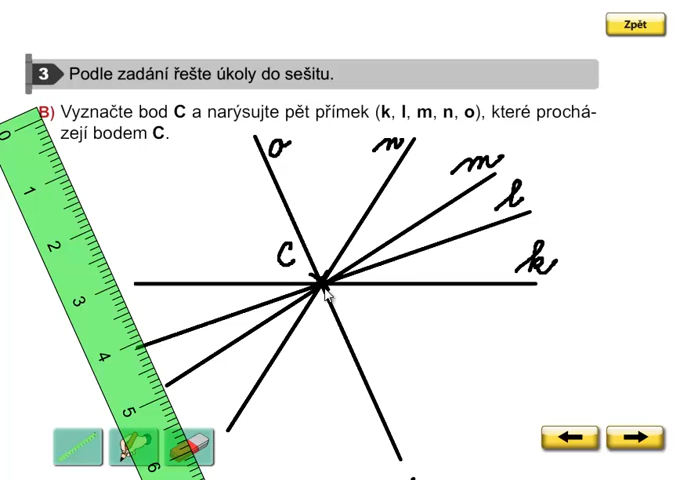 Zpět
3 Podle zadání řešte úkoly do sešitu.
B) Vyznačte bod C a narýsujte pět přímek (k, l, m, n, o), které prochá-
zejí bodem C.
o n m
l
C k
0
1
2
3
4
5
6